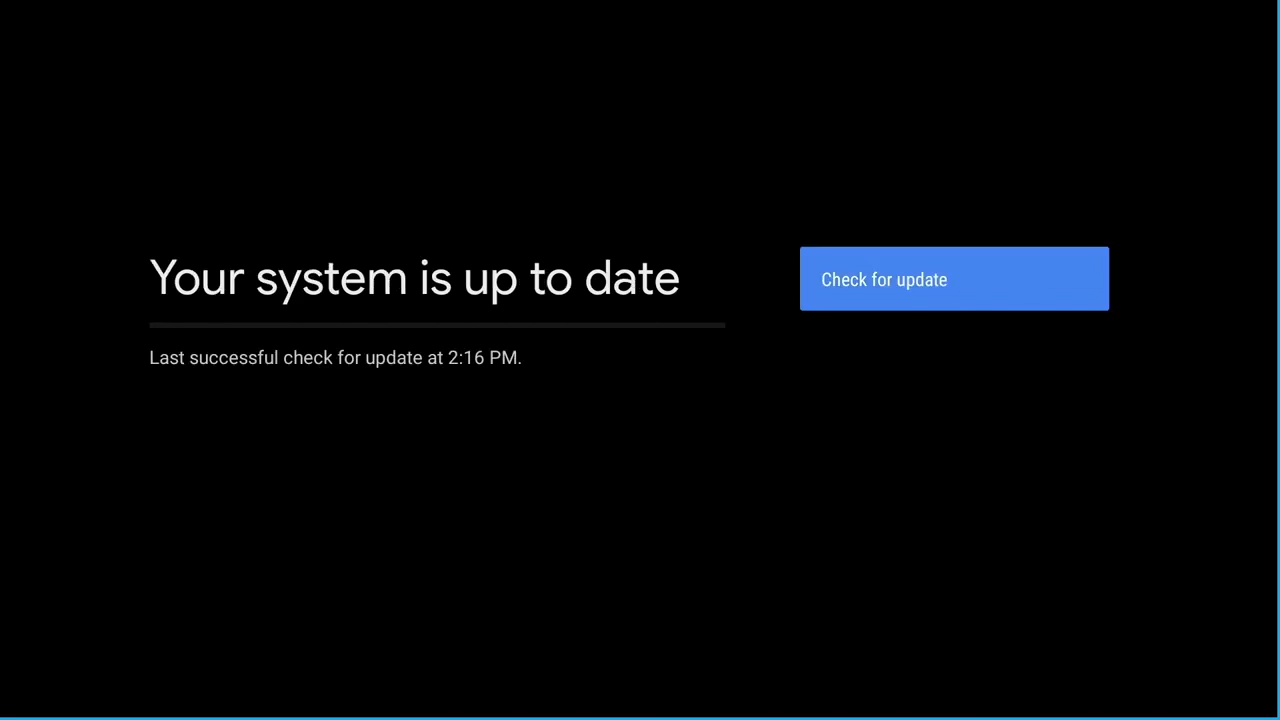 Your system is up to date
Check for update
Last successful check for update at 2:16 PM.